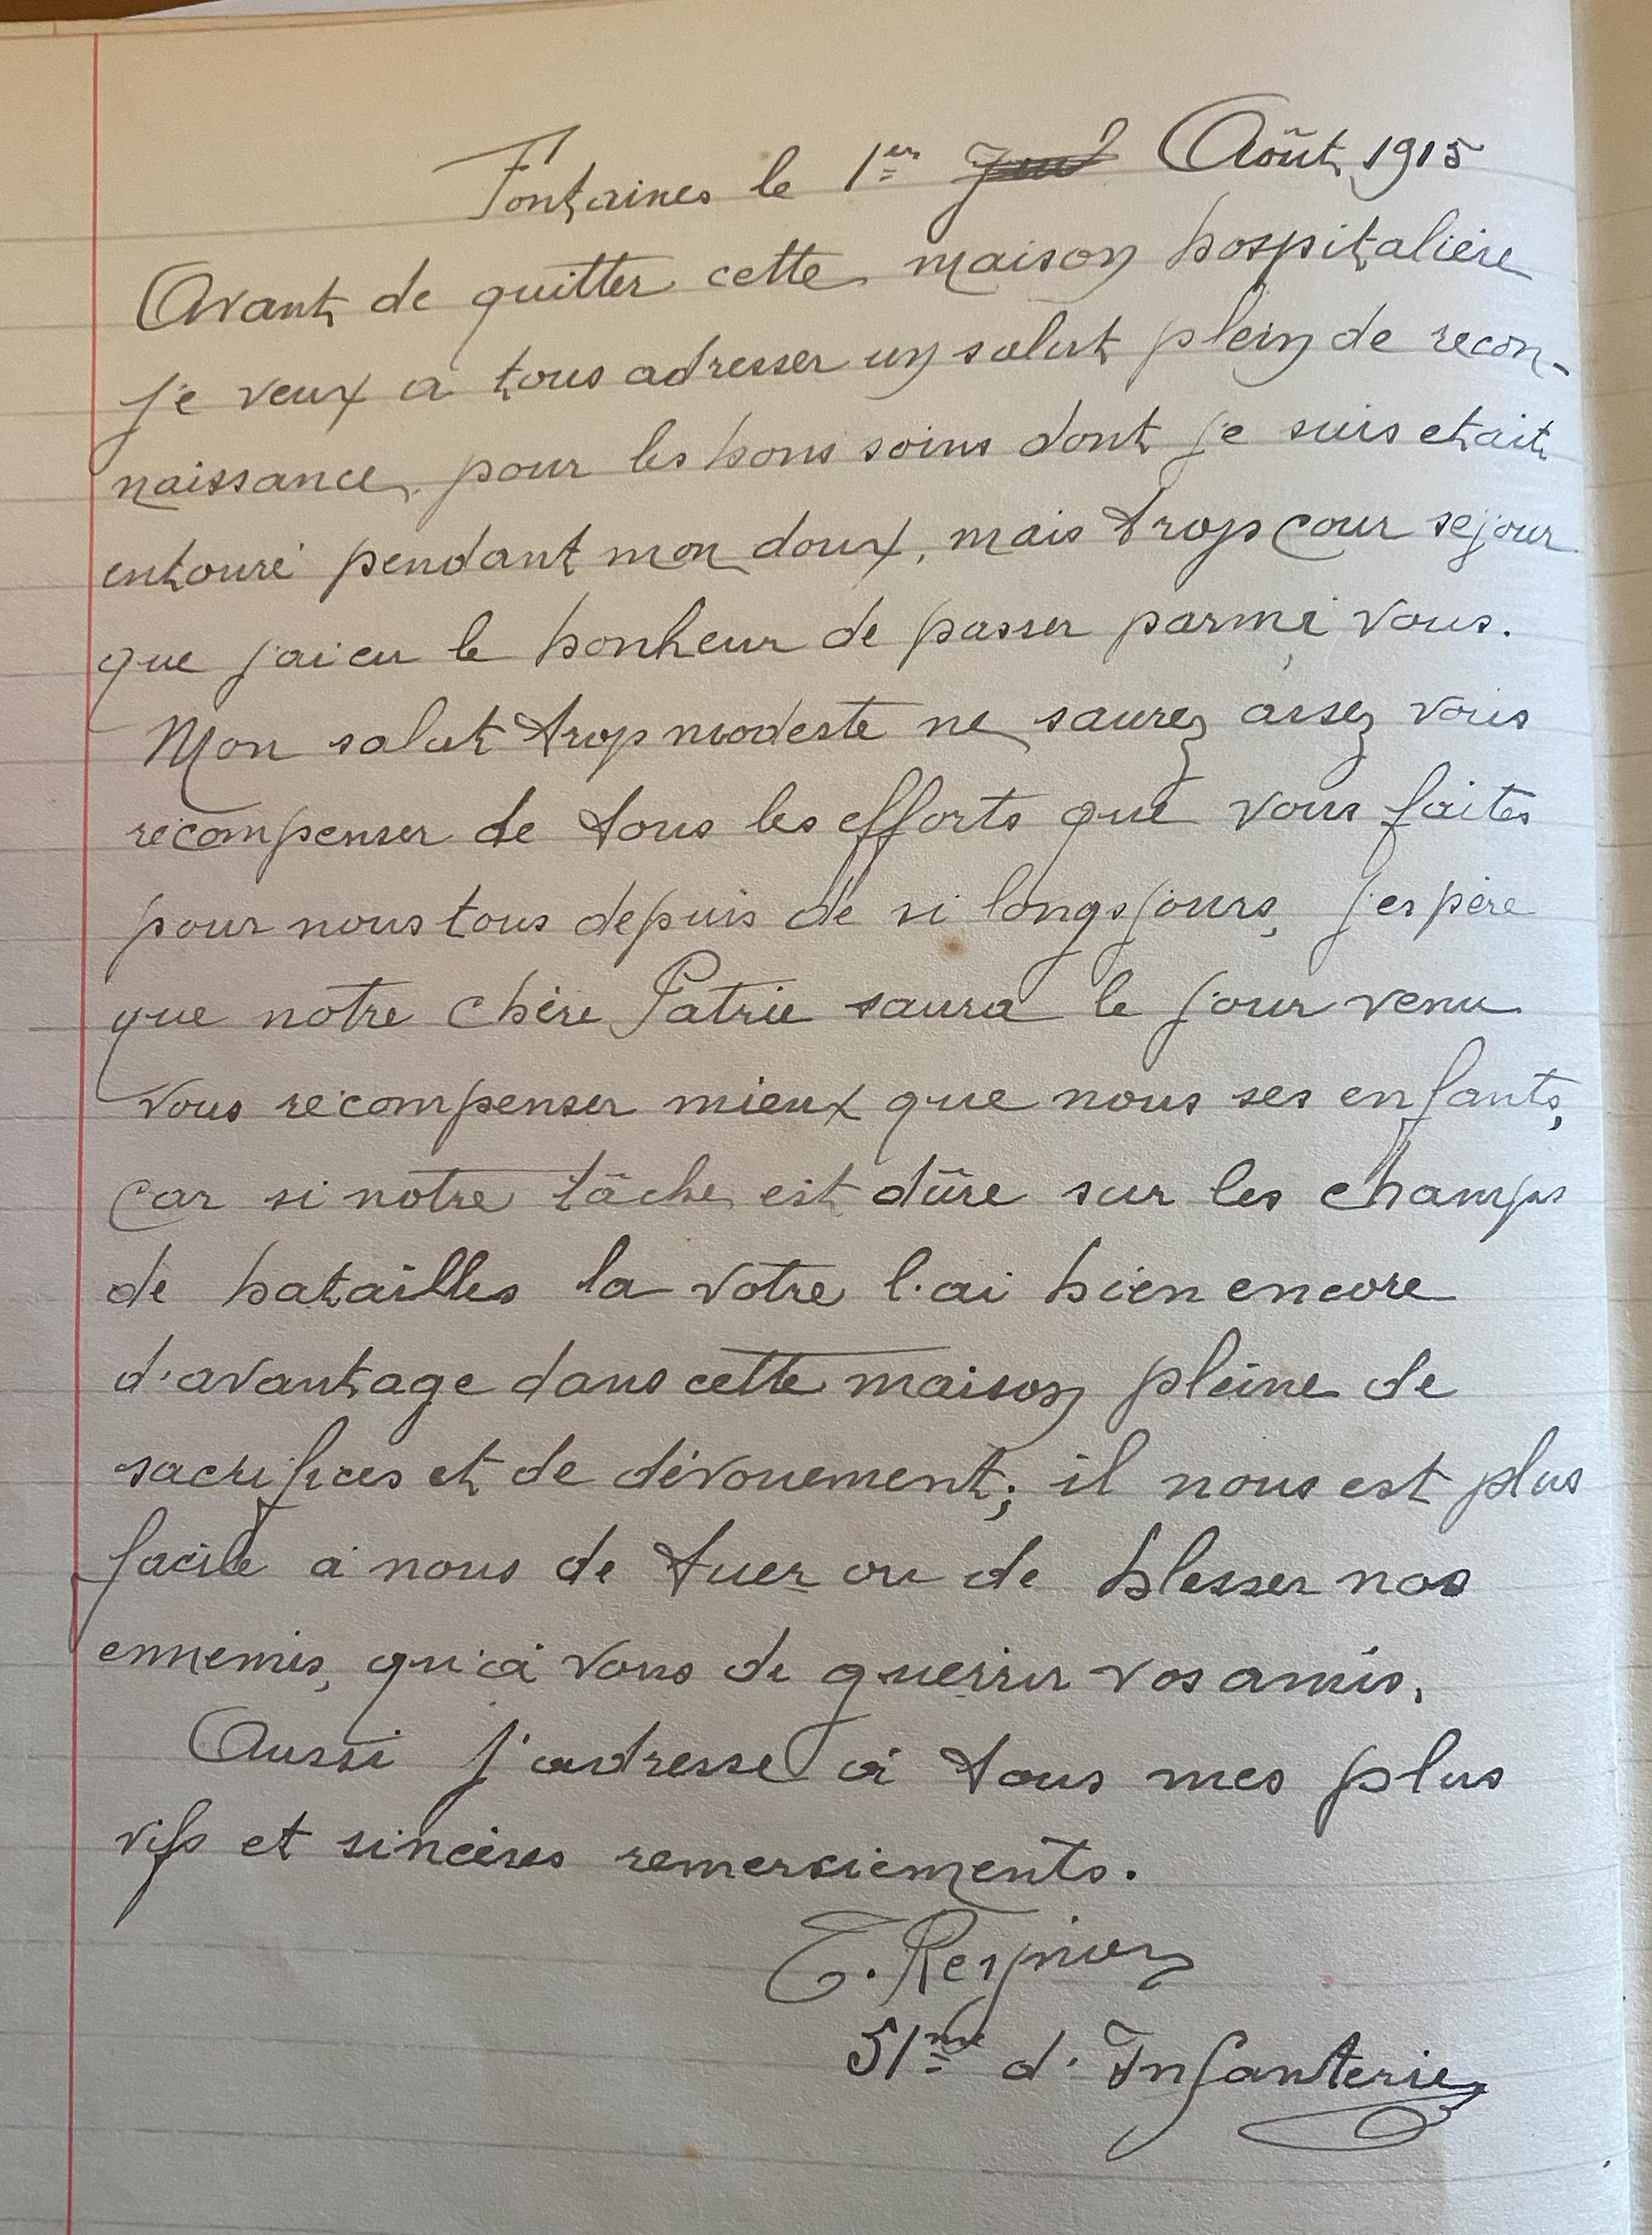 Fontaines le 1er Août 1915
Avant de quitter cette maison hospitalière
je veux a tous adresser un salut plein de recon-
naissance, pour les bons soins dont je suis etait
entouré pendant mon doux, mais trop cour sejour
que j'ai eu le bonheur de passer parmi vous.
Mon salut trop modeste ne saurez assez vous
récompenser de tous les efforts que vous faites
pour nous tous depuis de si longs jours, j'espère
que notre chère Patrie saura le jour venu
vous récompenser mieux que nous ses enfants,
car si notre tâche est dûre sur les champs
de batailles la votre l'ai bien encore
d'avantage dans cette maison pleine de
sacrifices et de dévouement; il nous est plus
facile à nous de tuer ou de blesser nos
ennemis, qu'à vous de guerrir vos amis.
Aussi j'adresse à tous mes plus
vifs et sincères remerciements.
51me d'Infanterie